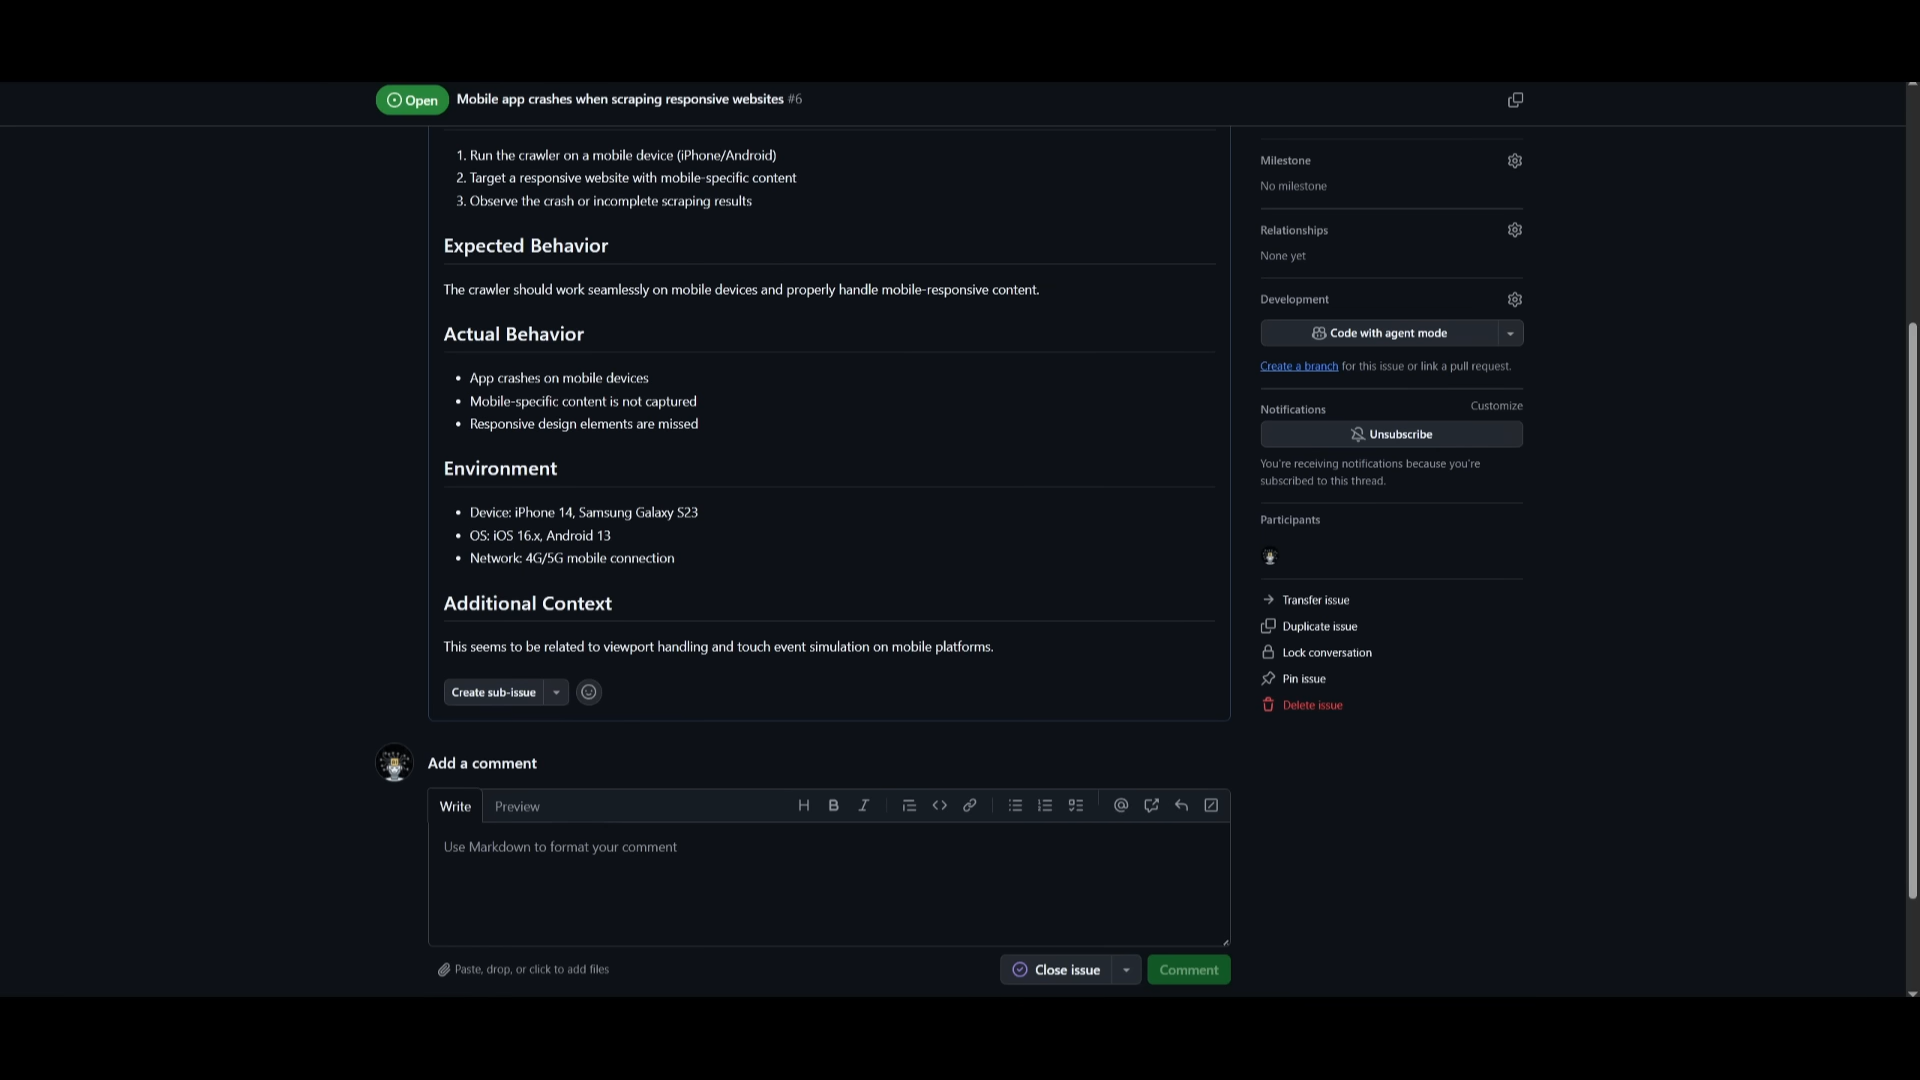 Open Mobile app crashes when scraping responsive websites #6
1. Run the crawler on a mobile device (iPhone/Android)
2. Target a responsive website with mobile-specific content
3. Observe the crash or incomplete scraping results
Expected Behavior
The crawler should work seamlessly on mobile devices and properly handle mobile-responsive content.
Actual Behavior
• App crashes on mobile devices
• Mobile-specific content is not captured
• Responsive design elements are missed
Environment
• Device: iPhone 14, Samsung Galaxy S23
• OS: iOS 16.x, Android 13
• Network: 4G/5G mobile connection
Additional Context
This seems to be related to viewport handling and touch event simulation on mobile platforms.
Create sub-issue
Add a comment
Write Preview
Use Markdown to format your comment
Paste, drop, or click to add files
Close issue Comment
Milestone
No milestone
Relationships
None yet
Development
Code with agent mode
Create a branch for this issue or link a pull request.
Notifications Customize
Unsubscribe
You're receiving notifications because you're
subscribed to this thread.
Participants
Transfer issue
Duplicate issue
Lock conversation
Pin issue
Delete issue